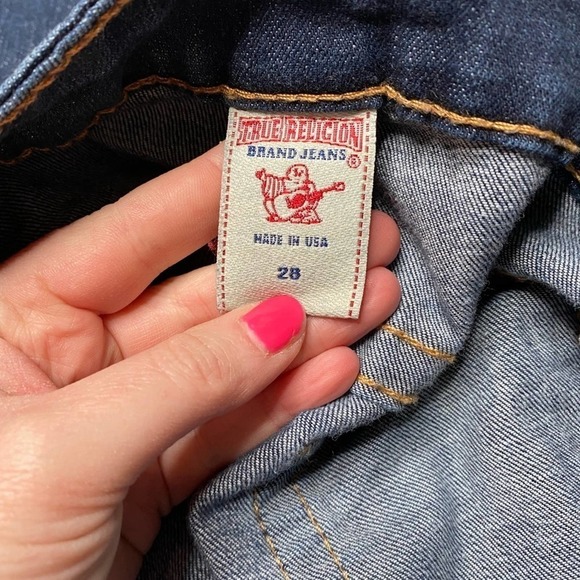 TRUE RELIGION
BRAND JEANS®
MADE IN USA
28